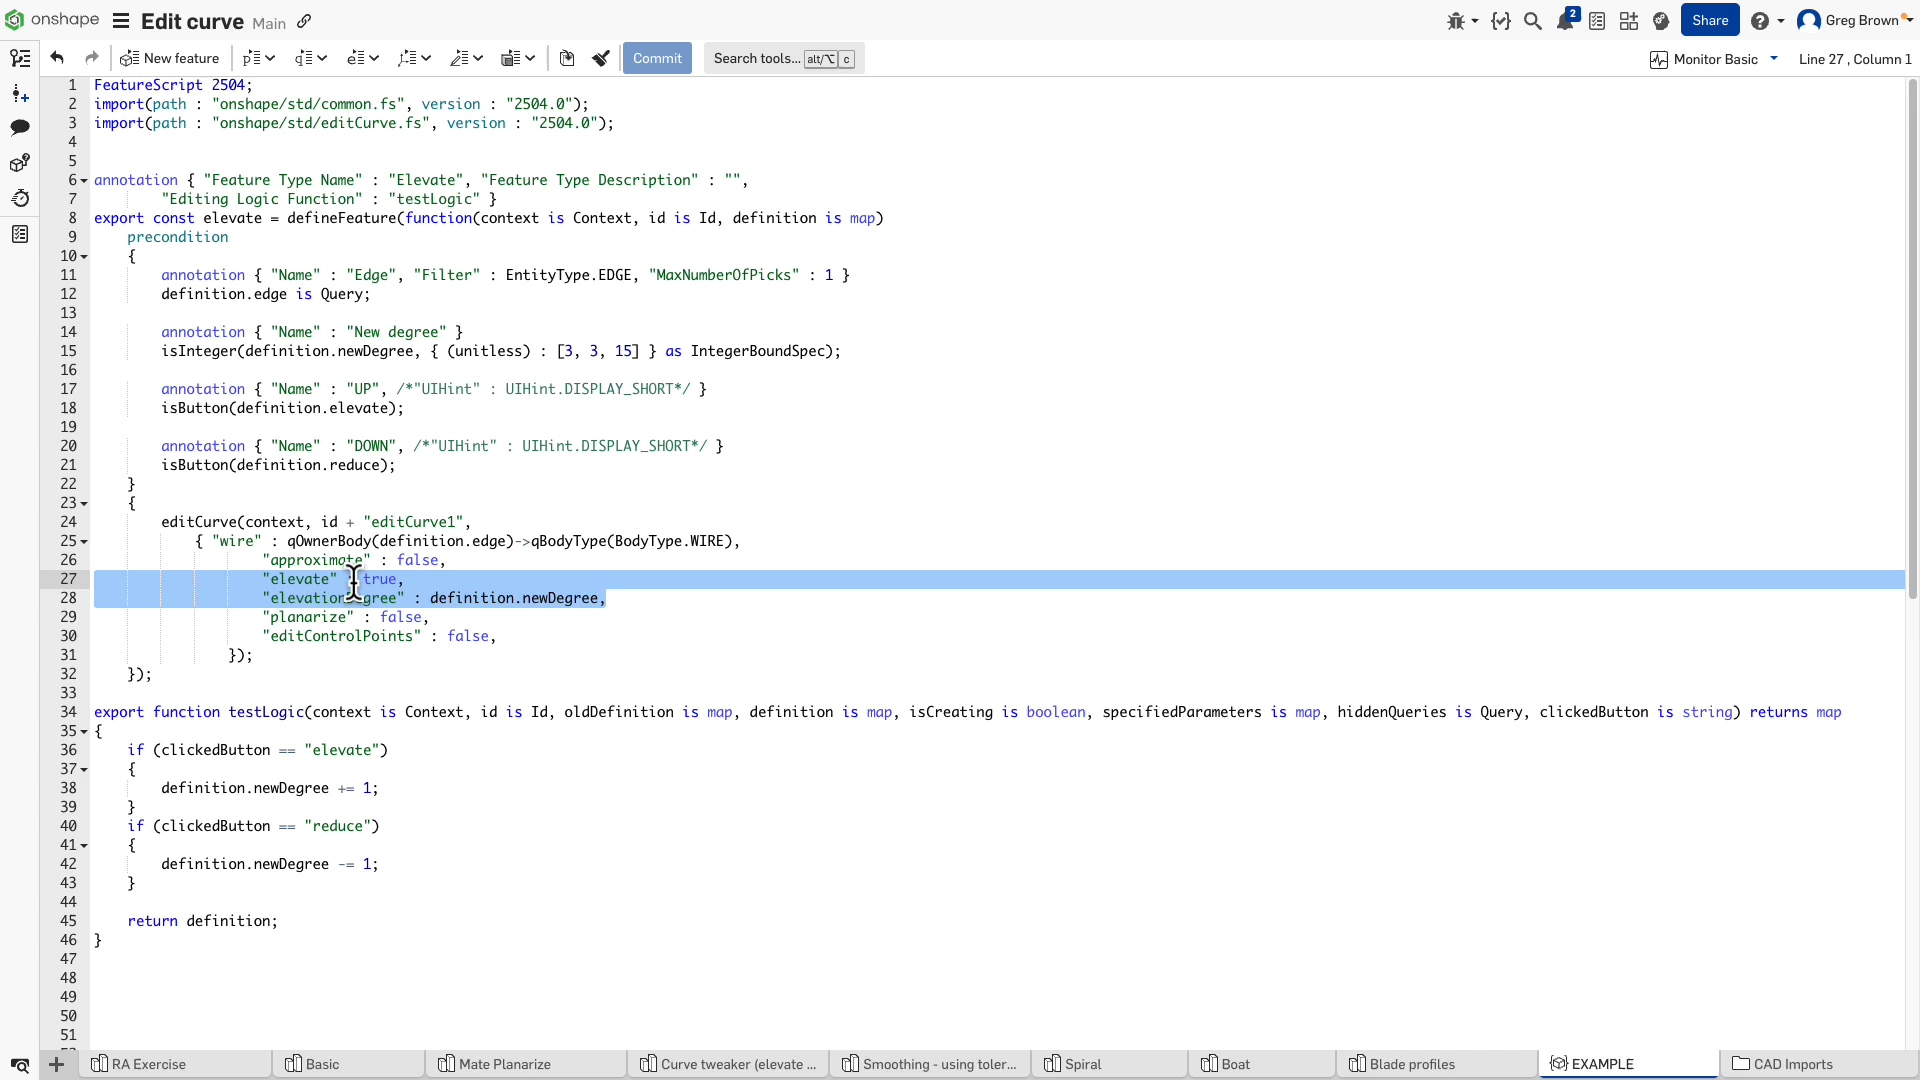 onshape Edit curve Main 2 Share Greg Brown
New feature Commit Search tools... alt/⌥ c Monitor Basic Line 27 , Column 1
1 FeatureScript 2504;
2 import(path : "onshape/std/common.fs", version : "2504.0");
3 import(path : "onshape/std/editCurve.fs", version : "2504.0");
4
5
6 annotation { "Feature Type Name" : "Elevate", "Feature Type Description" : "",
7 "Editing Logic Function" : "testLogic" }
8 export const elevate = defineFeature(function(context is Context, id is Id, definition is map)
9 precondition
10 {
11 annotation { "Name" : "Edge", "Filter" : EntityType.EDGE, "MaxNumberOfPicks" : 1 }
12 definition.edge is Query;
13
14 annotation { "Name" : "New degree" }
15 isInteger(definition.newDegree, { (unitless) : [3, 3, 15] } as IntegerBoundSpec);
16
17 annotation { "Name" : "UP", /*"UIHint" : UIHint.DISPLAY_SHORT*/ }
18 isButton(definition.elevate);
19
20 annotation { "Name" : "DOWN", /*"UIHint" : UIHint.DISPLAY_SHORT*/ }
21 isButton(definition.reduce);
22 }
23 {
24 editCurve(context, id + "editCurve1",
25 { "wire" : qOwnerBody(definition.edge)->qBodyType(BodyType.WIRE),
26 "approximate" : false,
27 "elevate" : true,
28 : definition.newDegree,
29 "planarize" : false,
30 "editControlPoints" : false,
31 });
32 });
33
34 export function testLogic(context is Context, id is Id, oldDefinition is map, definition is map, isCreating is boolean, specifiedParameters is map, hiddenQueries is Query, clickedButton is string) returns map
35 {
36 if (clickedButton == "elevate")
37 {
38 definition.newDegree += 1;
39 }
40 if (clickedButton == "reduce")
41 {
42 definition.newDegree -= 1;
43 }
44
45 return definition;
46 }
47
48
49
50
51
RA Exercise Basic Mate Planarize Curve tweaker (elevate ... Smoothing - using toler... Spiral Boat Blade profiles EXAMPLE CAD Imports